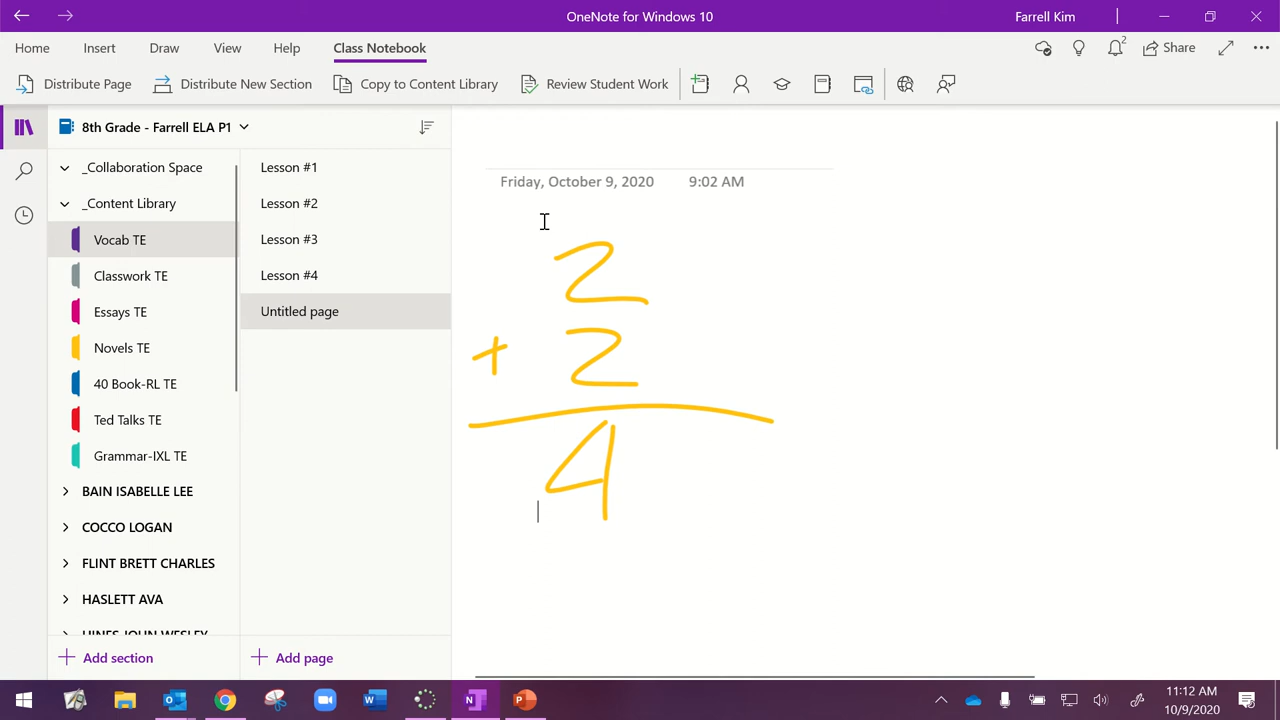 OneNote for Windows 10
Farrell Kim
Home Insert Draw View Help Class Notebook
2
Share
Distribute Page Distribute New Section Copy to Content Library Review Student Work
8th Grade - Farrell ELA P1
_Collaboration Space
_Content Library
Vocab TE
Classwork TE
Essays TE
Novels TE
40 Book-RL TE
Ted Talks TE
Grammar-IXL TE
BAIN ISABELLE LEE
COCCO LOGAN
FLINT BRETT CHARLES
HASLETT AVA
HINES JOHN WESLEY
Add section
Lesson #1
Lesson #2
Lesson #3
Lesson #4
Untitled page
Add page
Friday, October 9, 2020 9:02 AM
2
+ 2
4
11:12 AM
10/9/2020